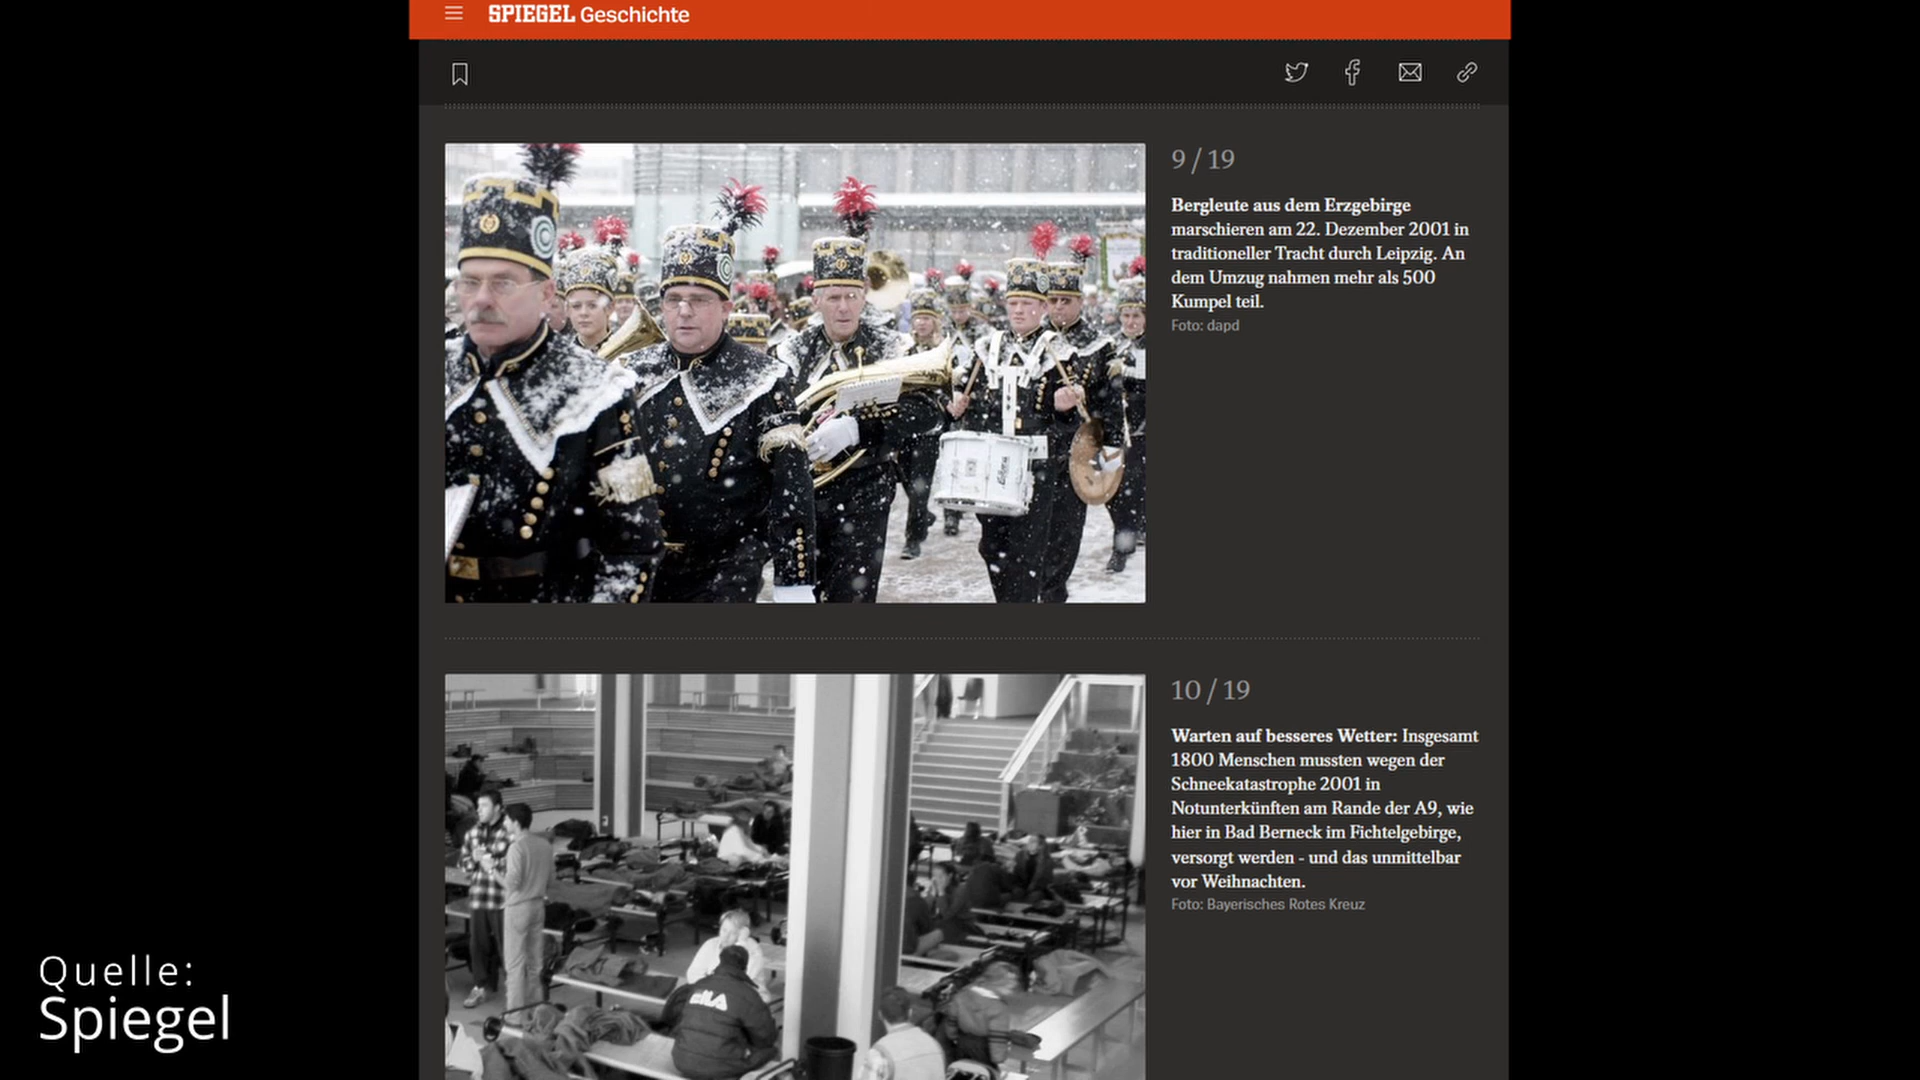 SPIEGEL Geschichte
9 / 19
Bergleute aus dem Erzgebirge
marschieren am 22. Dezember 2001 in
traditioneller Tracht durch Leipzig. An
dem Umzug nahmen mehr als 500
Kumpel teil.
Foto: dapd
10 / 19
Warten auf besseres Wetter: Insgesamt
1800 Menschen mussten wegen der
Schneekatastrophe 2001 in
Notunterkünften am Rande der A9, wie
hier in Bad Berneck im Fichtelgebirge,
versorgt werden - und das unmittelbar
vor Weihnachten.
Foto: Bayerisches Rotes Kreuz
Quelle:
Spiegel